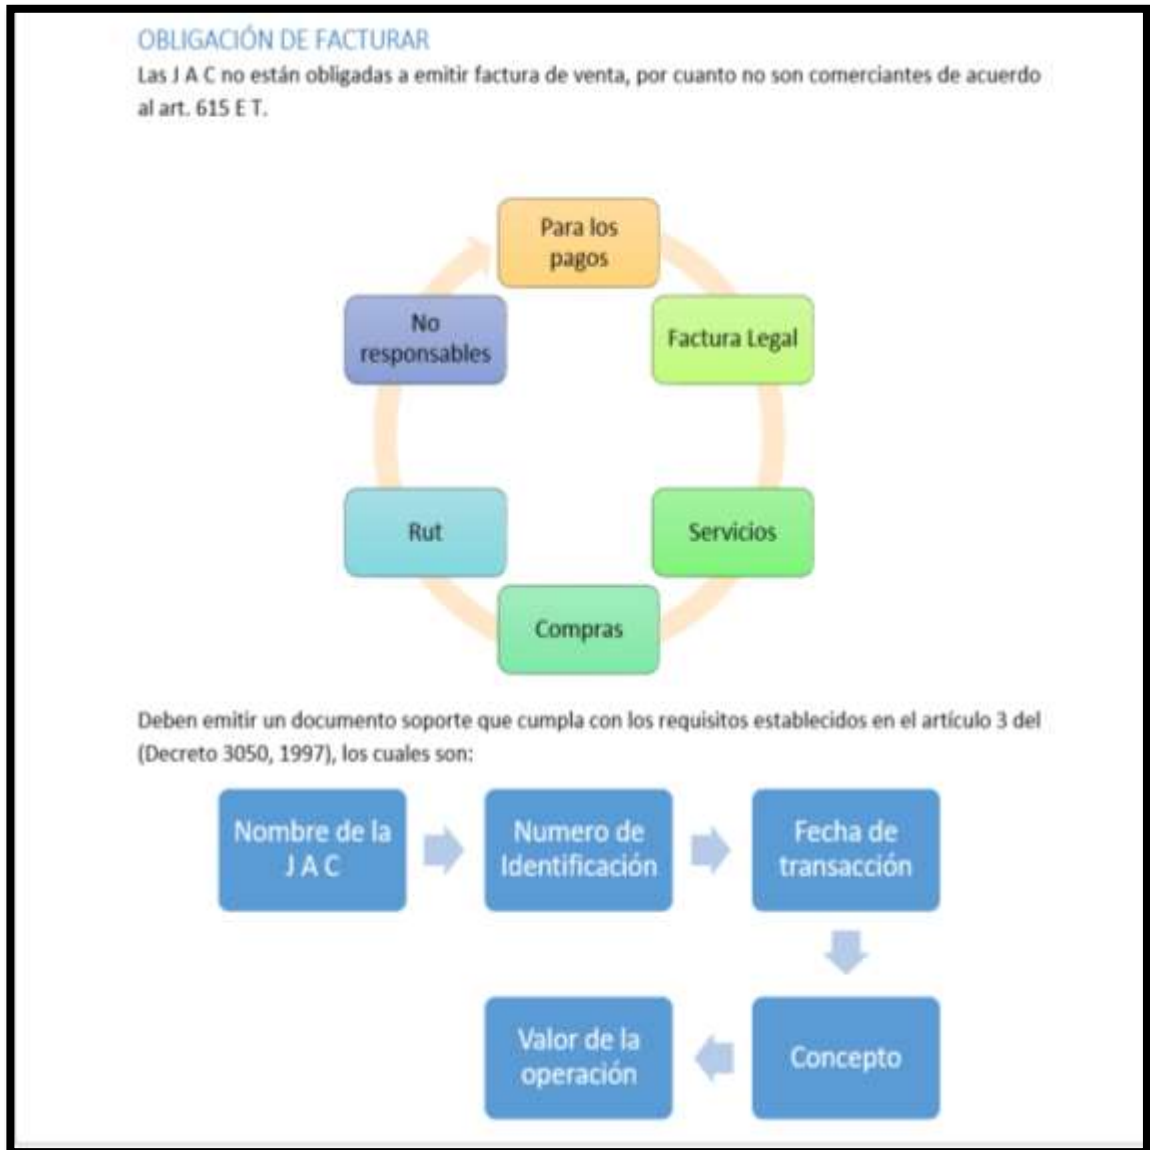 OBLIGACIÓN DE FACTURAR
Las J A C no están obligadas a emitir factura de venta, por cuanto no son comerciantes de acuerdo
al art. 615 E T.
Para los
pagos
Factura Legal
Servicios
Compras
Rut
No
responsables
Deben emitir un documento soporte que cumpla con los requisitos establecidos en el artículo 3 del
(Decreto 3050, 1997), los cuales son:
Nombre de la
J A C
Numero de
Identificación
Fecha de
transacción
Concepto
Valor de la
operación